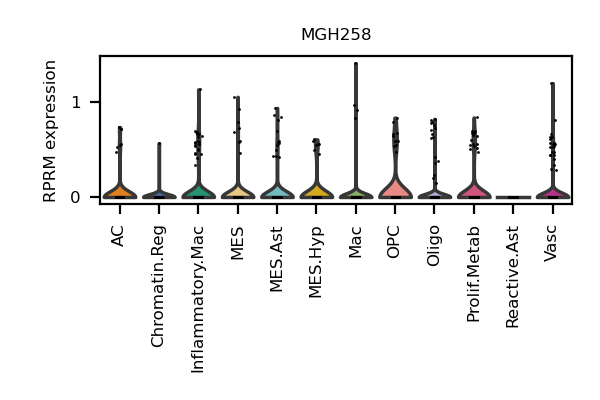 MGH258
RPRM expression
1
0
AC
Chromatin.Reg
Inflammatory.Mac
MES
MES.Ast
MES.Hyp
Mac
OPC
Oligo
Prolif.Metab
Reactive.Ast
Vasc